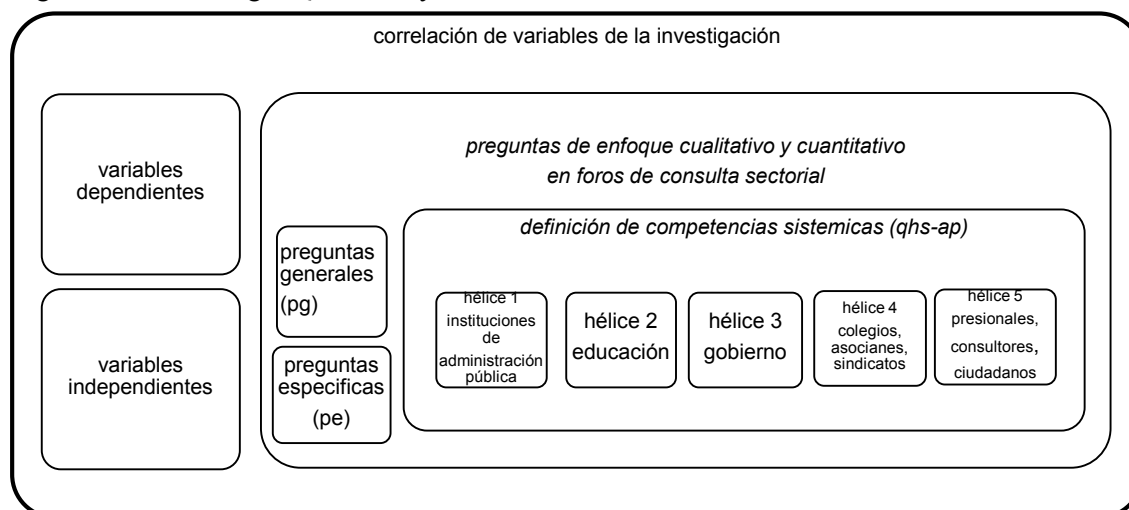 correlación de variables de la investigación
variables
dependientes
variables
independientes
preguntas de enfoque cualitativo y cuantitativo
en foros de consulta sectorial
preguntas
generales
(pg)
preguntas
especificas
(pe)
definición de competencias sistemicas (qhs-ap)
hélice 1
instituciones
de
administración
pública
hélice 2
educación
hélice 3
gobierno
hélice 4
colegios,
asocianes,
sindicatos
hélice 5
presionales,
consultores,
ciudadanos